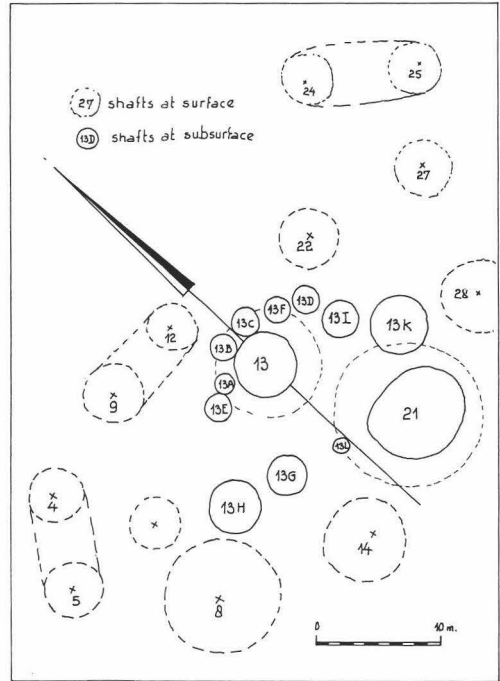 24
25
27 shafts at surface
13D shafts at subsurface
27
22
28
13D
13F
13C
13I
13K
12
13B
13
13A
9
13E
21
13L
13G
4
13H
14
5
8
0 10 m.